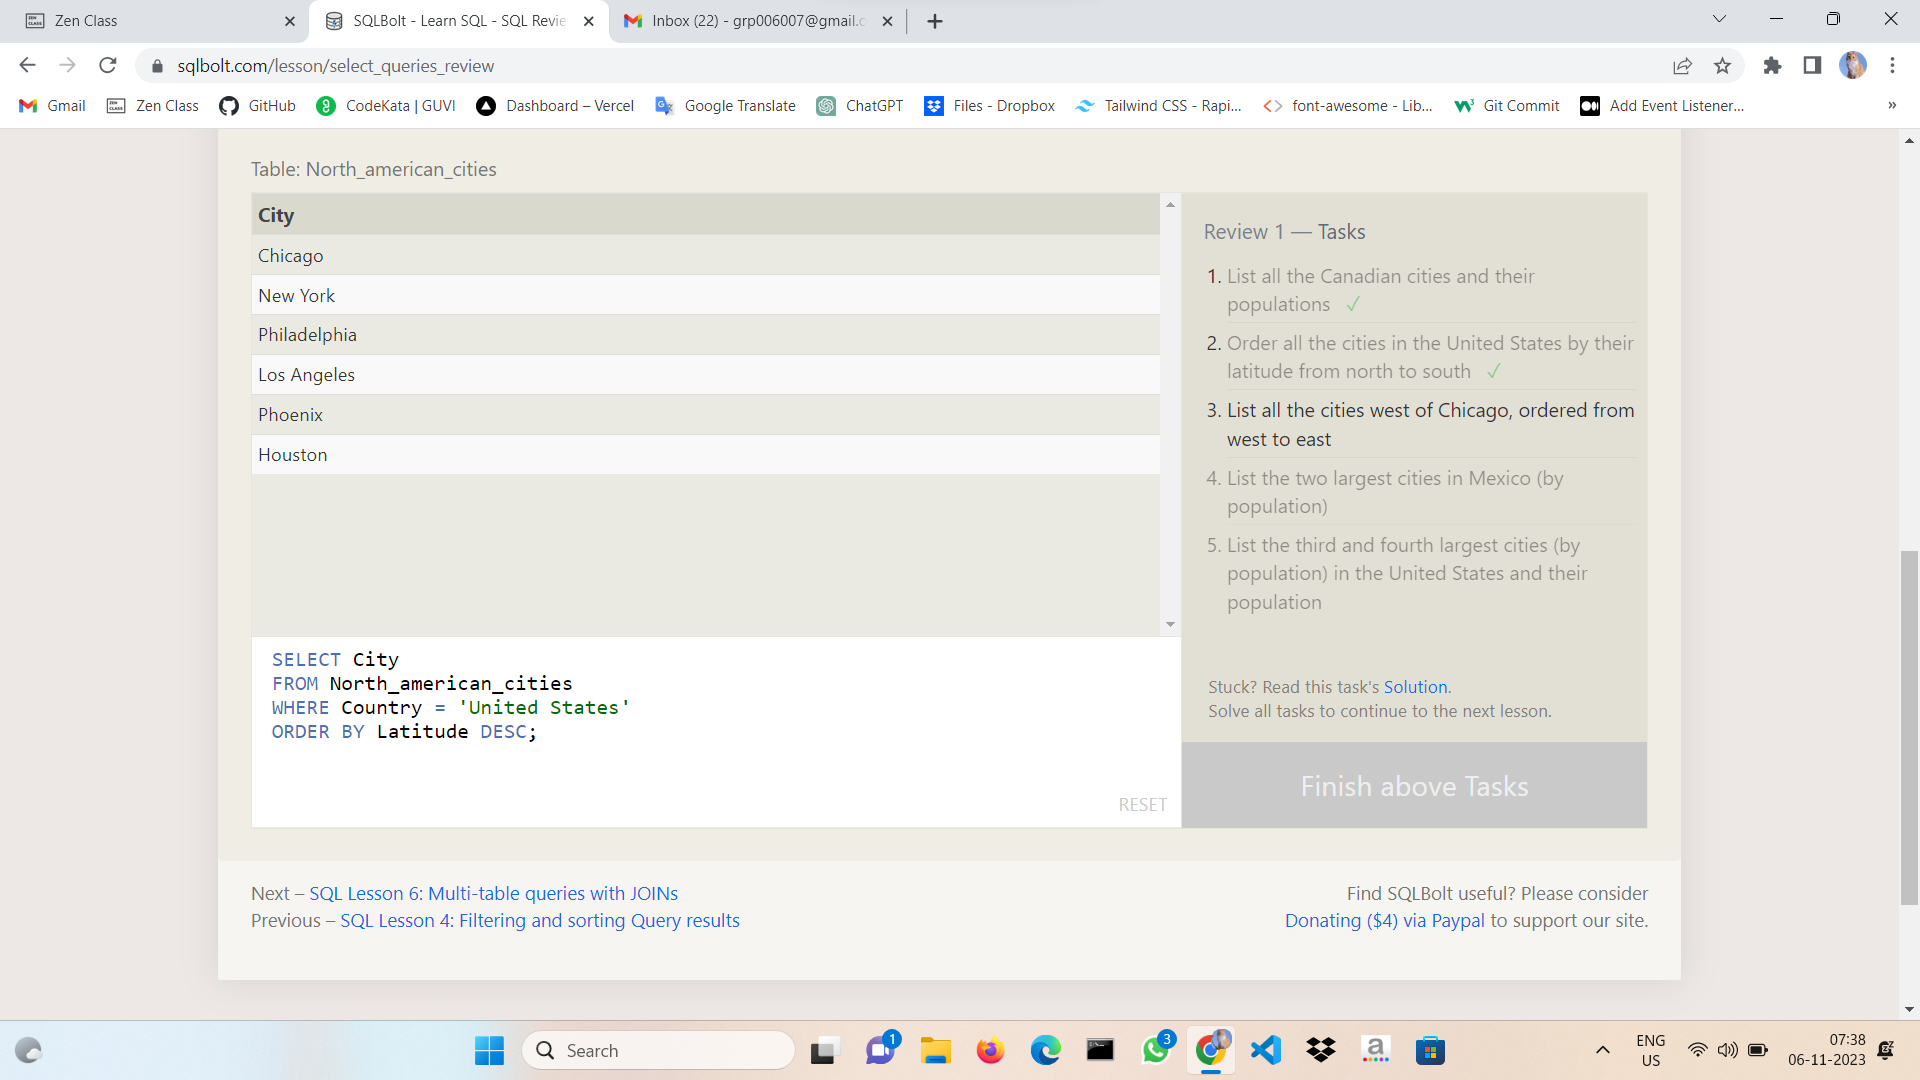 Zen Class
SQLBolt - Learn SQL - SQL Revie
Inbox (22) - grp006007@gmail.c
sqlbolt.com/lesson/select_queries_review
Gmail
Zen Class
GitHub
CodeKata | GUVI
Dashboard – Vercel
Google Translate
ChatGPT
Files - Dropbox
Tailwind CSS - Rapi...
font-awesome - Lib...
Git Commit
Add Event Listener...
»
Table: North_american_cities
City
Chicago
New York
Philadelphia
Los Angeles
Phoenix
Houston
SELECT City
FROM North_american_cities
WHERE Country = 'United States'
ORDER BY Latitude DESC;
RESET
Review 1 — Tasks
1. List all the Canadian cities and their
populations ✓
2. Order all the cities in the United States by their
latitude from north to south ✓
3. List all the cities west of Chicago, ordered from
west to east
4. List the two largest cities in Mexico (by
population)
5. List the third and fourth largest cities (by
population) in the United States and their
population
Stuck? Read this task's Solution.
Solve all tasks to continue to the next lesson.
Finish above Tasks
Next – SQL Lesson 6: Multi-table queries with JOINs
Previous – SQL Lesson 4: Filtering and sorting Query results
Find SQLBolt useful? Please consider
Donating ($4) via Paypal to support our site.
Search
1
3
a
ENG
US
07:38
06-11-2023